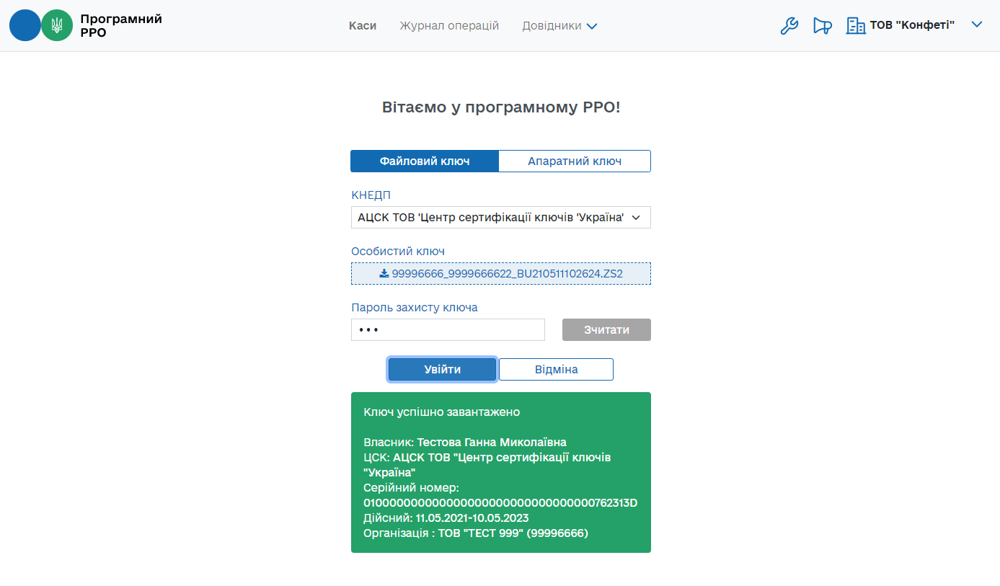 Програмний
РРО
Каси
Журнал операцій
Довідники
ТОВ "Конфеті"
Вітаємо у програмному РРО!
Файловий ключ
Апаратний ключ
КНЕДП
АЦСК ТОВ 'Центр сертифікації ключів 'Україна'
Особистий ключ
99996666_9999666622_BU210511102624.ZS2
Пароль захисту ключа
•••
Зчитати
Увійти
Відміна
Ключ успішно завантажено
Власник: Тестова Ганна Миколаївна
ЦСК: АЦСК ТОВ "Центр сертифікації ключів
"Україна"
Серійний номер:
0100000000000000000000000000000000762313D
Дійсний: 11.05.2021-10.05.2023
Організація : ТОВ "ТЕСТ 999" (99996666)